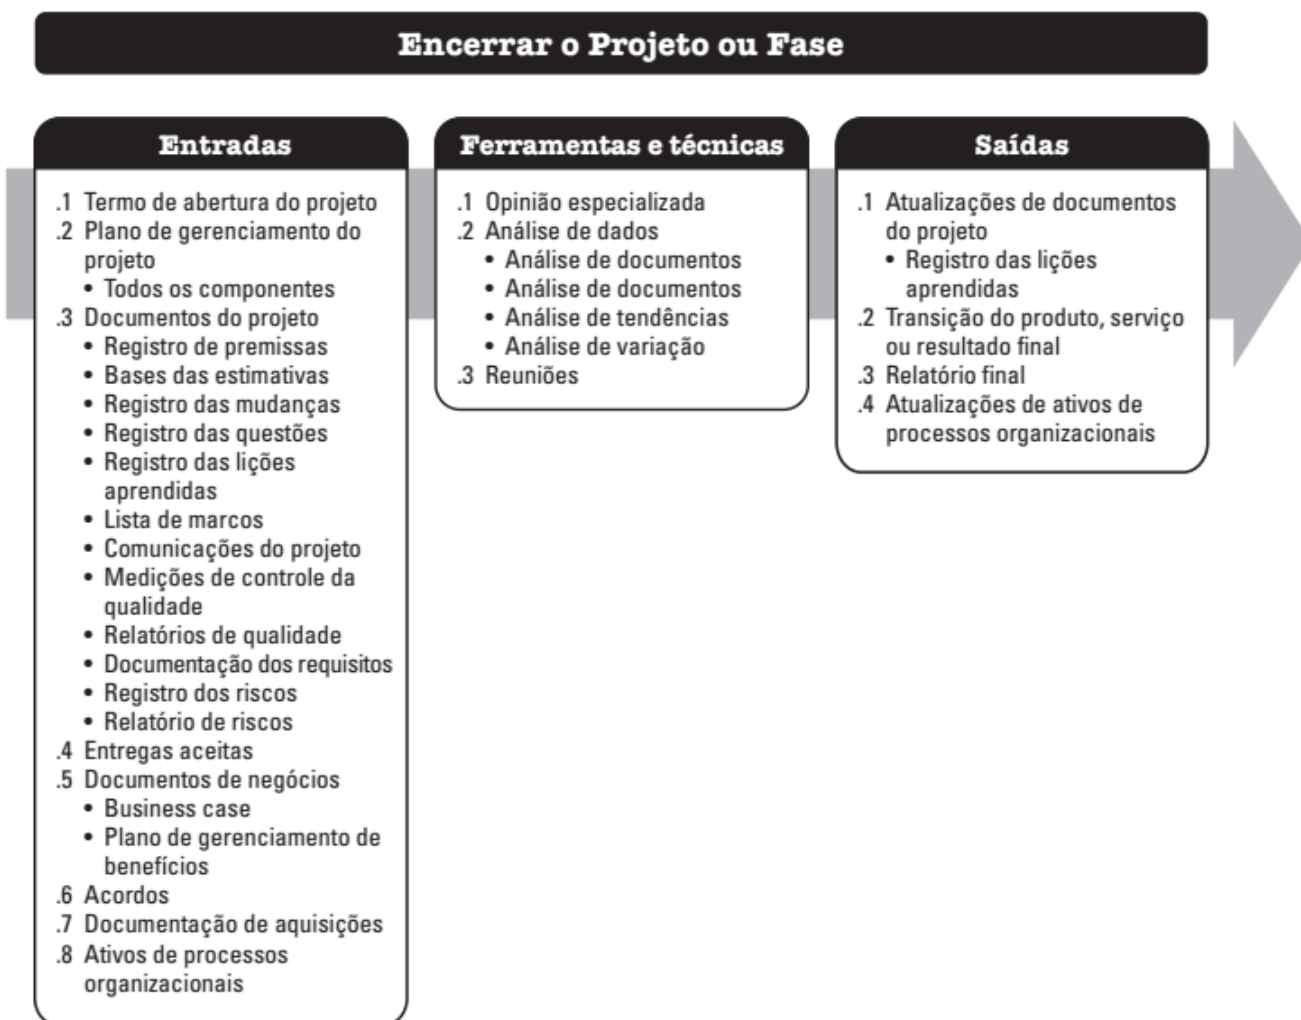 Encerrar o Projeto ou Fase
Entradas
.1 Termo de abertura do projeto
.2 Plano de gerenciamento do
projeto
• Todos os componentes
.3 Documentos do projeto
• Registro de premissas
• Bases das estimativas
• Registro das mudanças
• Registro das questões
• Registro das lições
aprendidas
• Lista de marcos
• Comunicações do projeto
• Medições de controle da
qualidade
• Relatórios de qualidade
• Documentação dos requisitos
• Registro dos riscos
• Relatório de riscos
.4 Entregas aceitas
.5 Documentos de negócios
• Business case
• Plano de gerenciamento de
benefícios
.6 Acordos
.7 Documentação de aquisições
.8 Ativos de processos
organizacionais
Ferramentas e técnicas
.1 Opinião especializada
.2 Análise de dados
• Análise de documentos
• Análise de documentos
• Análise de tendências
• Análise de variação
.3 Reuniões
Saídas
.1 Atualizações de documentos
do projeto
• Registro das lições
aprendidas
.2 Transição do produto, serviço
ou resultado final
.3 Relatório final
.4 Atualizações de ativos de
processos organizacionais